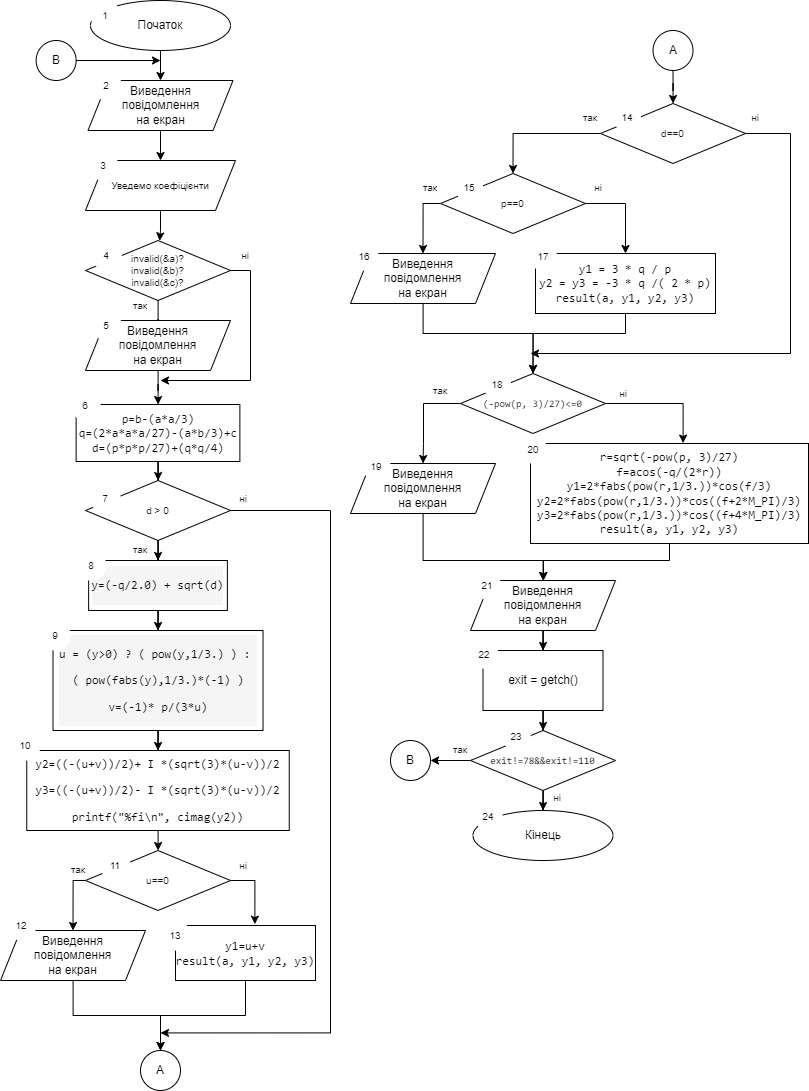 1
Початок
B
2
Виведення
повідомлення
на екран
3
Уведемо коефіцієнти
4
invalid(&a)?
invalid(&b)?
invalid(&c)?
ні
так
5
Виведення
повідомлення
на екран
6
p=b-(a*a/3)
q=(2*a*a*a/27)-(a*b/3)+c
d=(p*p*p/27)+(q*q/4)
7
d > 0
ні
так
8
y=(-q/2.0) + sqrt(d)
9
u = (y>0) ? ( pow(y,1/3.) ) :
( pow(fabs(y),1/3.)*(-1) )
v=(-1)* p/(3*u)
10
y2=((-(u+v))/2)+ I *(sqrt(3)*(u-v))/2
y3=((-(u+v))/2)- I *(sqrt(3)*(u-v))/2
printf("%fi\n", cimag(y2))
11
u==0
так
ні
12
Виведення
повідомлення
на екран
13
y1=u+v
result(a, y1, y2, y3)
A
A
14
d==0
так
ні
15
p==0
так
ні
16
Виведення
повідомлення
на екран
17
y1 = 3 * q / p
y2 = y3 = -3 * q /( 2 * p)
result(a, y1, y2, y3)
18
(-pow(p, 3)/27)<=0
так
ні
19
Виведення
повідомлення
на екран
20
r=sqrt(-pow(p, 3)/27)
f=acos(-q/(2*r))
y1=2*fabs(pow(r,1/3.))*cos(f/3)
y2=2*fabs(pow(r,1/3.))*cos((f+2*M_PI)/3)
y3=2*fabs(pow(r,1/3.))*cos((f+4*M_PI)/3)
result(a, y1, y2, y3)
21
Виведення
повідомлення
на екран
22
exit = getch()
23
exit!=78&&exit!=110
так
B
ні
24
Кінець